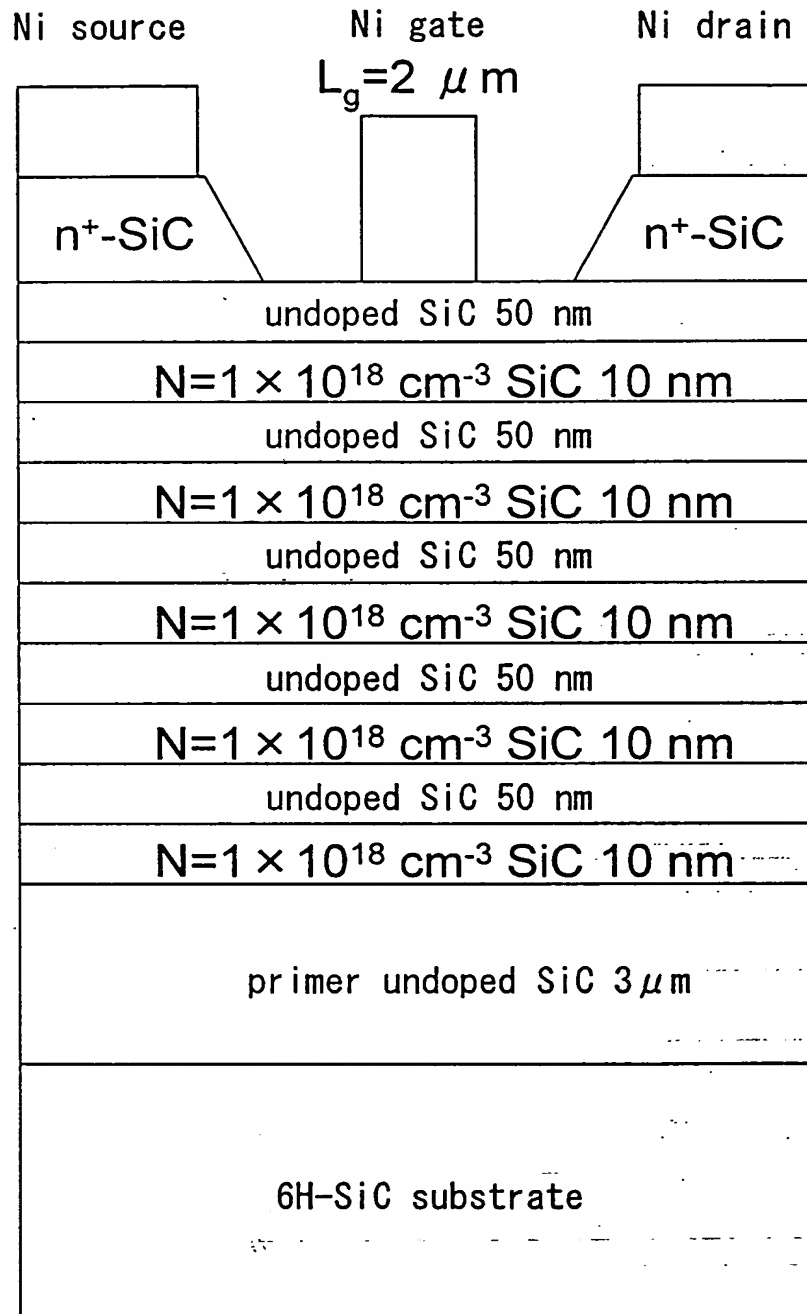 Ni source Ni gate Ni drain
Lg=2 μm
n+-SiC n+-SiC
undoped SiC 50 nm
N=1 × 10¹⁸ cm⁻³ SiC 10 nm
undoped SiC 50 nm
N=1 × 10¹⁸ cm⁻³ SiC 10 nm
undoped SiC 50 nm
N=1 × 10¹⁸ cm⁻³ SiC 10 nm
undoped SiC 50 nm
N=1 × 10¹⁸ cm⁻³ SiC 10 nm
undoped SiC 50 nm
N=1 × 10¹⁸ cm⁻³ SiC 10 nm
primer undoped SiC 3μm
6H-SiC substrate